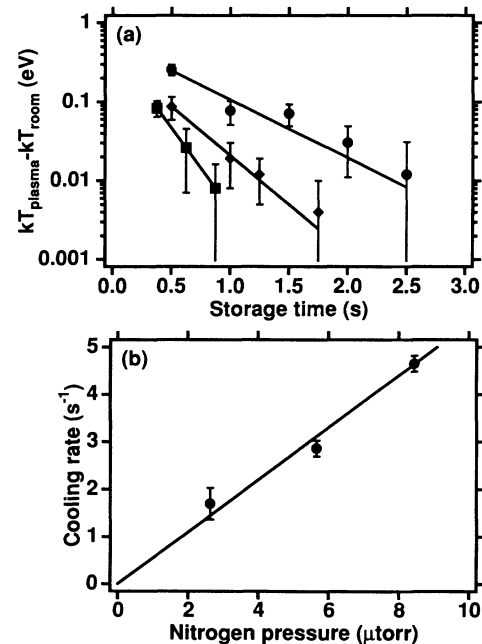 (a)
kT_plasma-kT_room (eV)
1
0.1
0.01
0.001
0.0 0.5 1.0 1.5 2.0 2.5 3.0
Storage time (s)
(b)
Cooling rate (s⁻¹)
5
4
3
2
1
0
0 2 4 6 8 10
Nitrogen pressure (μtorr)